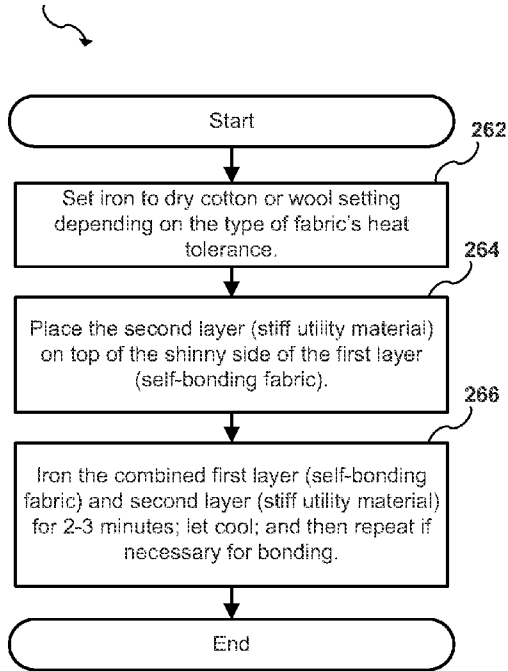 Start
262
Set iron to dry cotton or wool setting
depending on the type of fabric's heat
tolerance.
264
Place the second layer (stiff utility material)
on top of the shinny side of the first layer
(self-bonding fabric).
266
Iron the combined first layer (self-bonding
fabric) and second layer (stiff utility material)
for 2-3 minutes; let cool; and then repeat if
necessary for bonding.
End